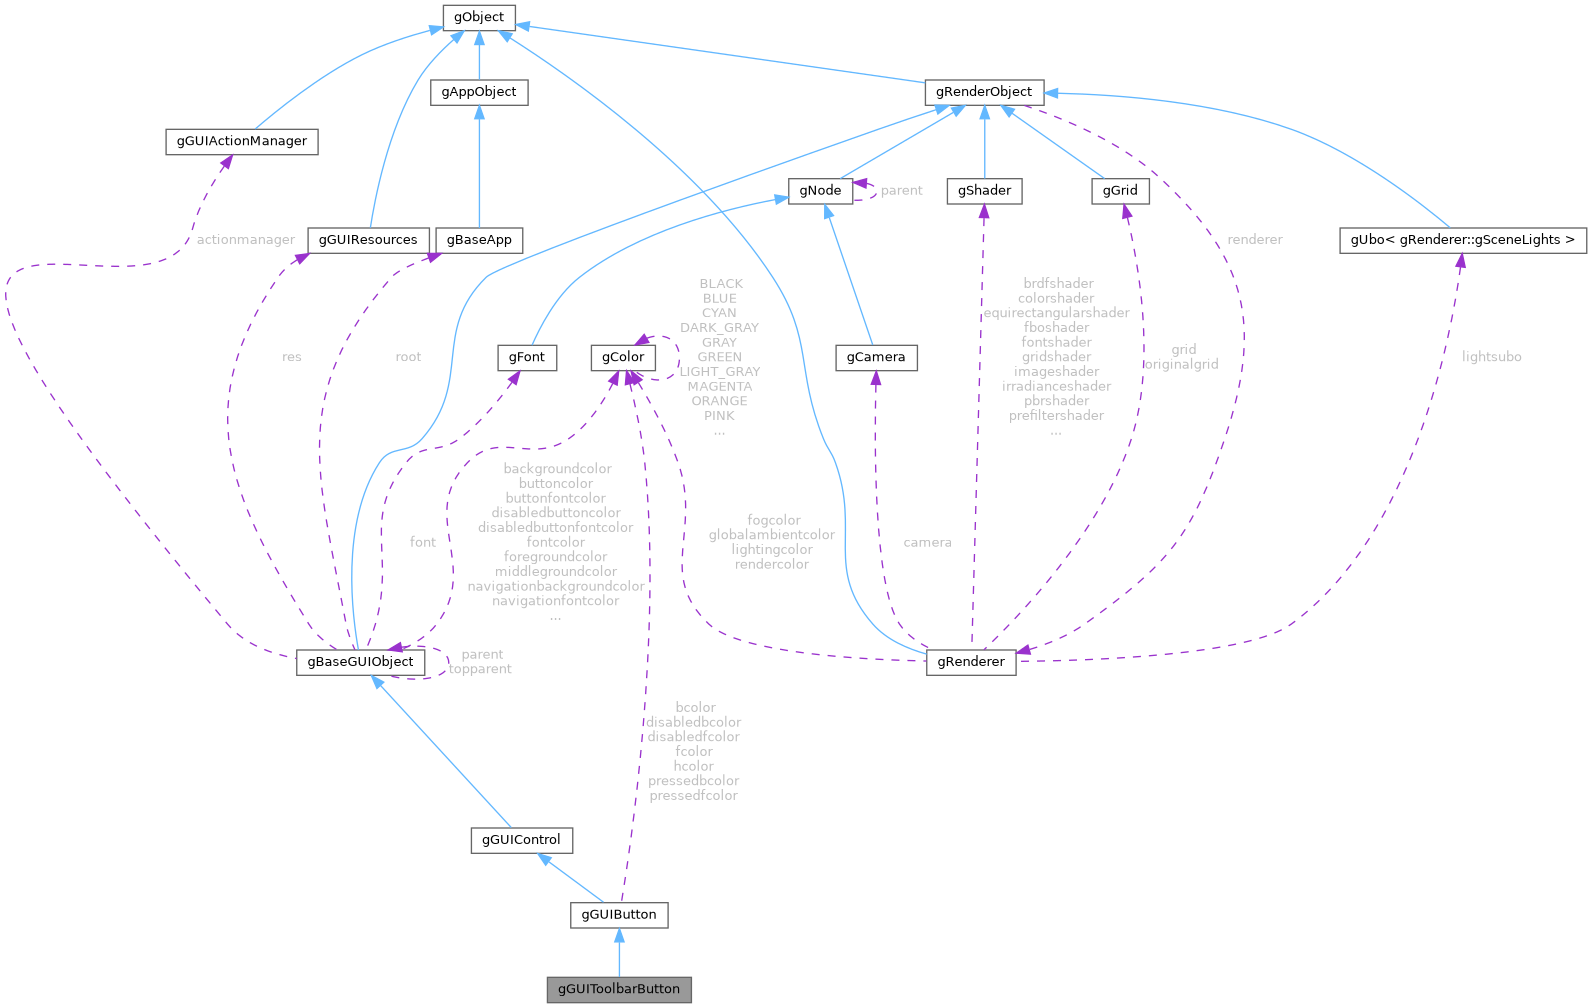 gObject
gAppObject
gRenderObject
gGUIActionManager
gNode
parent
gShader
gGrid
actionmanager
gGUIResources
gBaseApp
renderer
gUbo< gRenderer::gSceneLights >
BLACK
BLUE
CYAN
DARK_GRAY
GRAY
GREEN
LIGHT_GRAY
MAGENTA
ORANGE
PINK
...
brdfshader
colorshader
equirectangularshader
fboshader
fontshader
gridshader
imageshader
irradianceshader
pbrshader
prefiltershader
...
res
root
gFont
gColor
gCamera
grid
originalgrid
lightsubo
font
backgroundcolor
buttoncolor
buttonfontcolor
disabledbuttoncolor
disabledbuttonfontcolor
fontcolor
foregroundcolor
middlegroundcolor
navigationbackgroundcolor
navigationfontcolor
...
fogcolor
globalambientcolor
lightingcolor
rendercolor
camera
gBaseGUIObject
parent
topparent
gRenderer
bcolor
disabledbcolor
disabledfcolor
fcolor
hcolor
pressedbcolor
pressedfcolor
gGUIControl
gGUIButton
gGUIToolbarButton